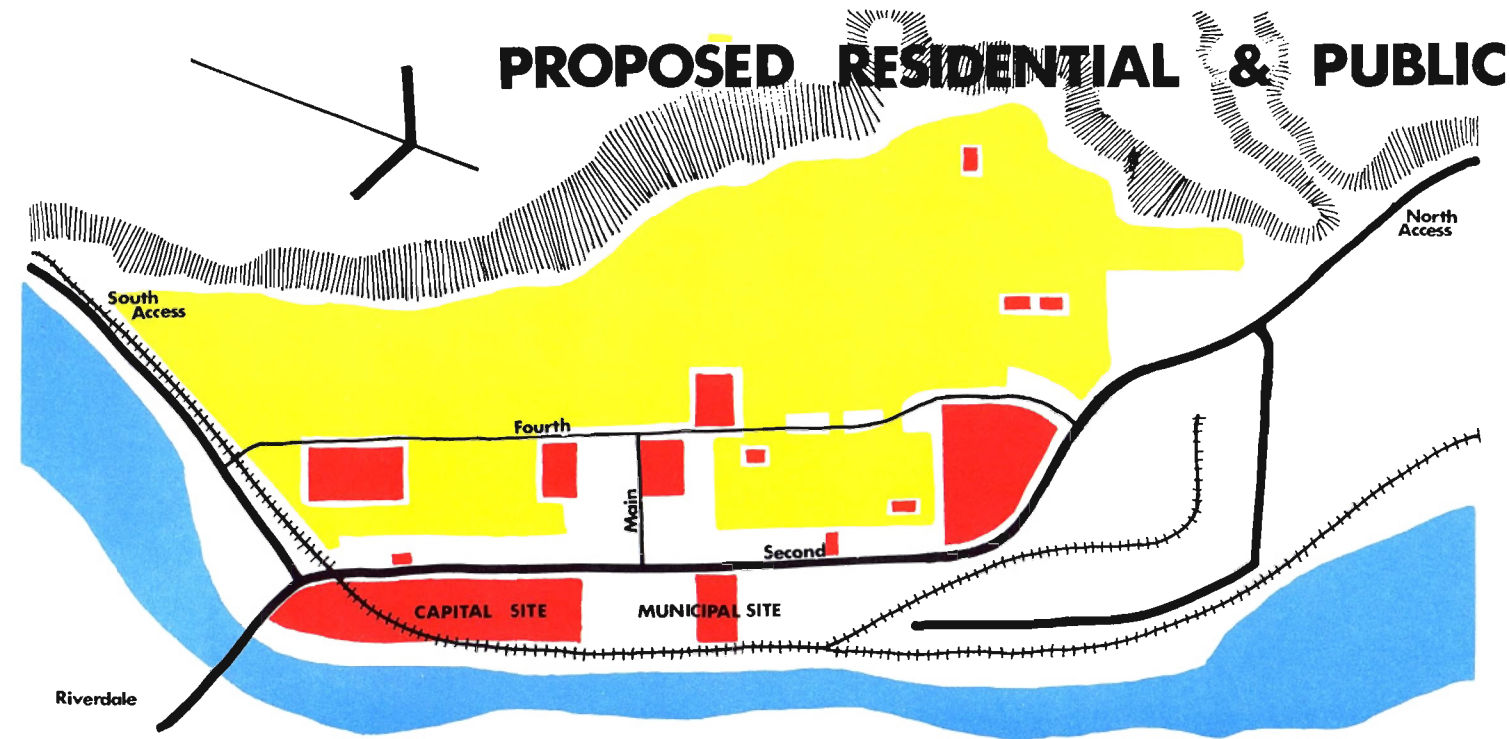 PROPOSED RESIDENTIAL & PUBLIC
North
Access
South
Access
Fourth
Main
Second
CAPITAL SITE
MUNICIPAL SITE
Riverdale